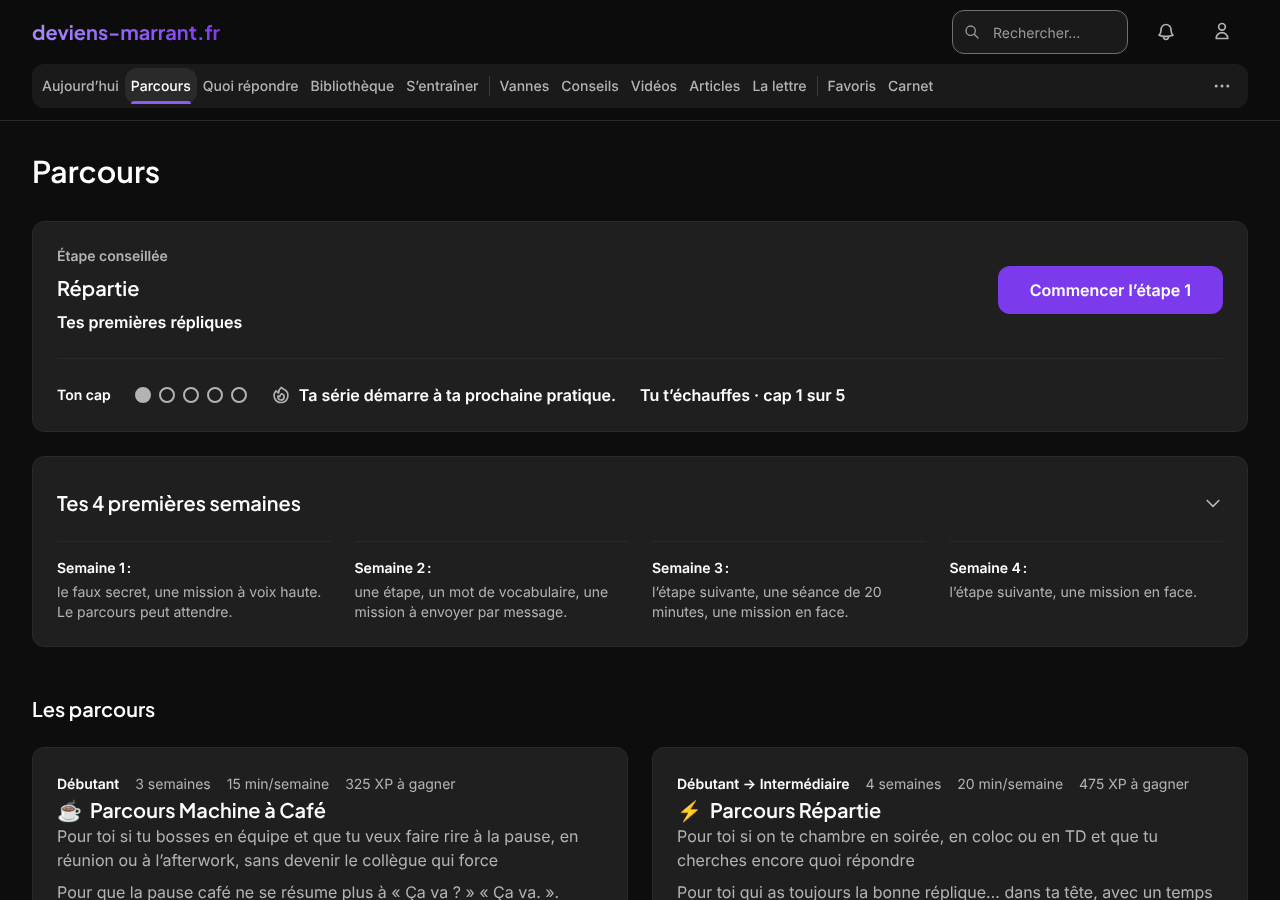 deviens-marrant.fr
Rechercher...
Aujourd’hui Parcours Quoi répondre Bibliothèque S’entraîner Vannes Conseils Vidéos Articles La lettre Favoris Carnet
Parcours
Étape conseillée
Répartie
Tes premières répliques
Commencer l’étape 1
Ton cap
Ta série démarre à ta prochaine pratique.
Tu t’échauffes · cap 1 sur 5
Tes 4 premières semaines
Semaine 1 :
le faux secret, une mission à voix haute.
Le parcours peut attendre.
Semaine 2 :
une étape, un mot de vocabulaire, une
mission à envoyer par message.
Semaine 3 :
l’étape suivante, une séance de 20
minutes, une mission en face.
Semaine 4 :
l’étape suivante, une mission en face.
Les parcours
Débutant 3 semaines 15 min/semaine 325 XP à gagner
☕ Parcours Machine à Café
Pour toi si tu bosses en équipe et que tu veux faire rire à la pause, en
réunion ou à l’afterwork, sans devenir le collègue qui force
Pour que la pause café ne se résume plus à « Ça va ? » « Ça va. ».
Débutant → Intermédiaire 4 semaines 20 min/semaine 475 XP à gagner
⚡ Parcours Répartie
Pour toi si on te chambre en soirée, en coloc ou en TD et que tu
cherches encore quoi répondre
Pour toi qui as toujours la bonne réplique… dans ta tête, avec un temps